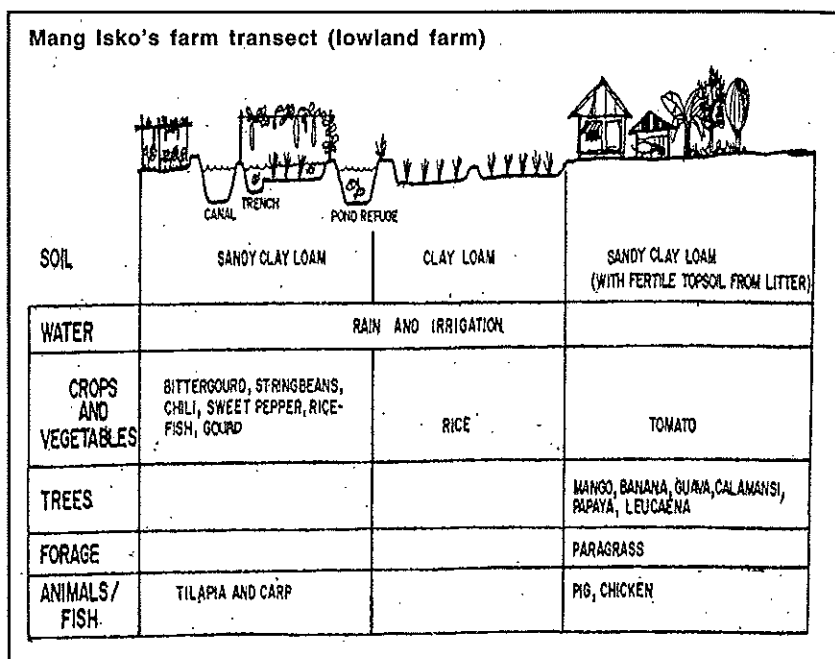 Mang Isko's farm transect (lowland farm)
CANAL
TRENCH
POND REFUGE
SOIL
SANDY CLAY LOAM
CLAY LOAM
SANDY CLAY LOAM
(WITH FERTILE TOPSOIL FROM LITTER)
WATER
RAIN AND IRRIGATION
CROPS
AND
VEGETABLES
BITTERGOURD, STRINGBEANS,
CHILI, SWEET PEPPER, RICE-
FISH, GOURD
RICE
TOMATO
TREES
MANGO, BANANA, GUAVA, CALAMANSI,
PAPAYA, LEUCAENA
FORAGE
PARAGRASS
ANIMALS/
FISH
TILAPIA AND CARP
PIG, CHICKEN